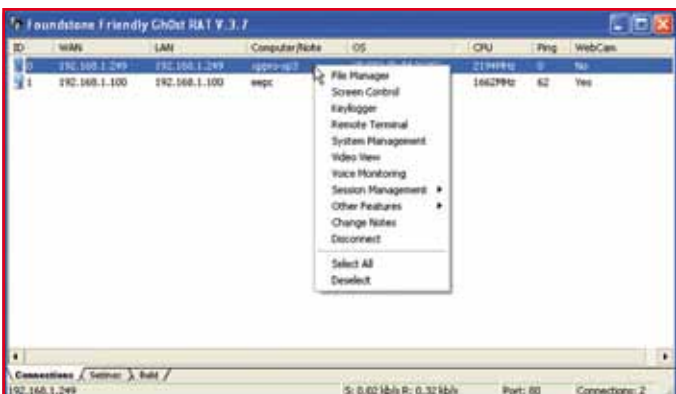 Foundstone Friendly Gh0st RAT V.3.7
ID WAN LAN Computer/Note OS CPU Ping WebCam
0 192.168.1.249 192.168.1.249 xppro-sp3 2194MHz 0 No
1 192.168.1.100 192.168.1.100 eepc 1662MHz 62 Yes
File Manager
Screen Control
Keylogger
Remote Terminal
System Management
Video View
Voice Monitoring
Session Management
Other Features
Change Notes
Disconnect
Select All
Deselect
Connections Settings Build
192.168.1.249 S: 0.02 kb/s R: 0.32 kb/s Port: 80 Connections: 2